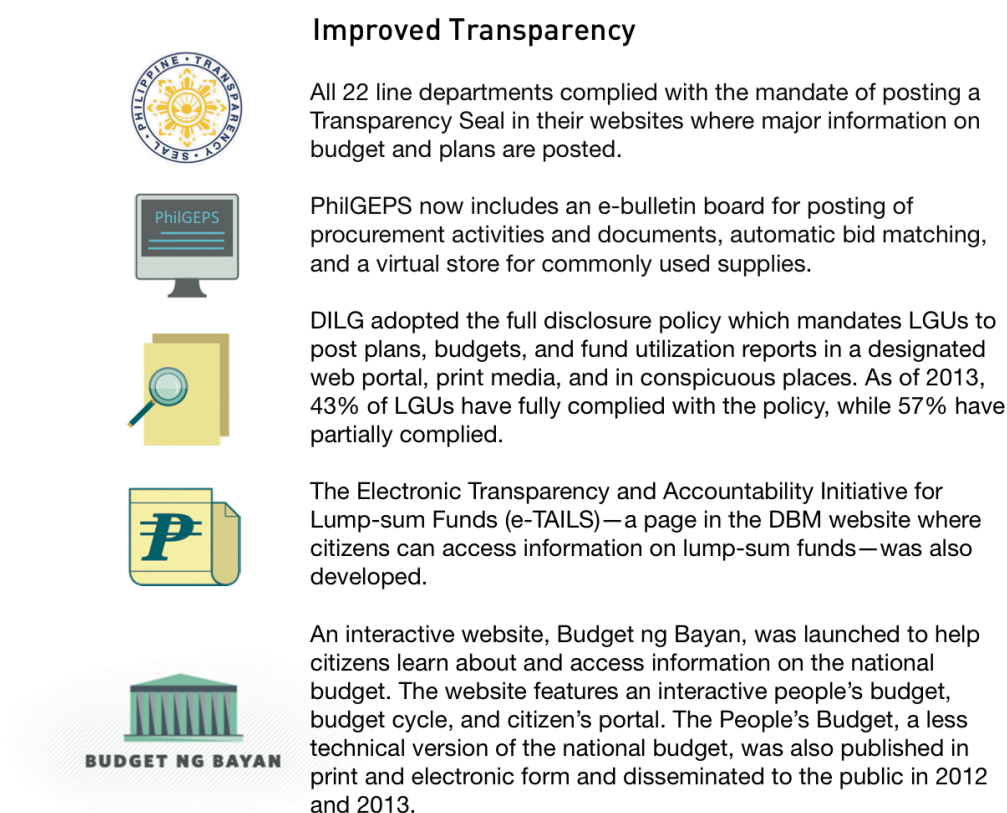 Improved Transparency
PHILIPPINE • TRANSPARENCY SEAL •
All 22 line departments complied with the mandate of posting a
Transparency Seal in their websites where major information on
budget and plans are posted.
PhilGEPS
PhilGEPS now includes an e-bulletin board for posting of
procurement activities and documents, automatic bid matching,
and a virtual store for commonly used supplies.
DILG adopted the full disclosure policy which mandates LGUs to
post plans, budgets, and fund utilization reports in a designated
web portal, print media, and in conspicuous places. As of 2013,
43% of LGUs have fully complied with the policy, while 57% have
partially complied.
₱
The Electronic Transparency and Accountability Initiative for
Lump-sum Funds (e-TAILS)—a page in the DBM website where
citizens can access information on lump-sum funds—was also
developed.
An interactive website, Budget ng Bayan, was launched to help
citizens learn about and access information on the national
budget. The website features an interactive people’s budget,
budget cycle, and citizen’s portal. The People’s Budget, a less
technical version of the national budget, was also published in
print and electronic form and disseminated to the public in 2012
and 2013.
BUDGET NG BAYAN